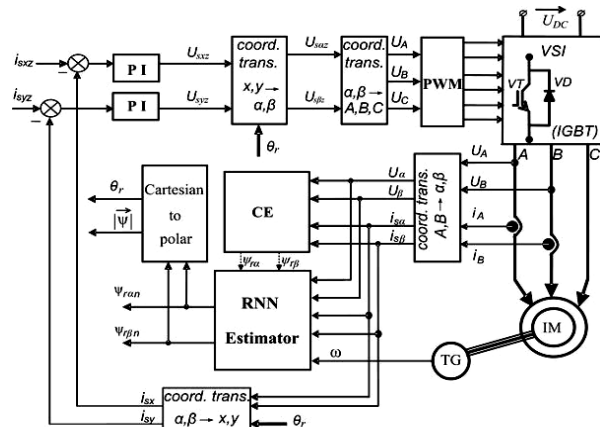 U_DC
i_sxz
P I
U_sxz
coord.
trans.
x,y →
α,β
U_sαz
coord.
trans.
α,β →
A,B,C
U_A
U_B
U_C
PWM
VSI
VT
VD
(IGBT)
i_syz
P I
U_syz
U_sβz
θ_r
A
B
C
θ_r
|Ψ|
Cartesian
to
polar
CE
U_α
U_β
i_sα
i_sβ
coord. trans.
A,B → α,β
U_A
U_B
i_A
i_B
Ψ_rα
Ψ_rβ
Ψ_rαn
Ψ_rβn
RNN
Estimator
ω
TG
IM
i_sx
i_sy
coord. trans.
α,β → x,y
θ_r